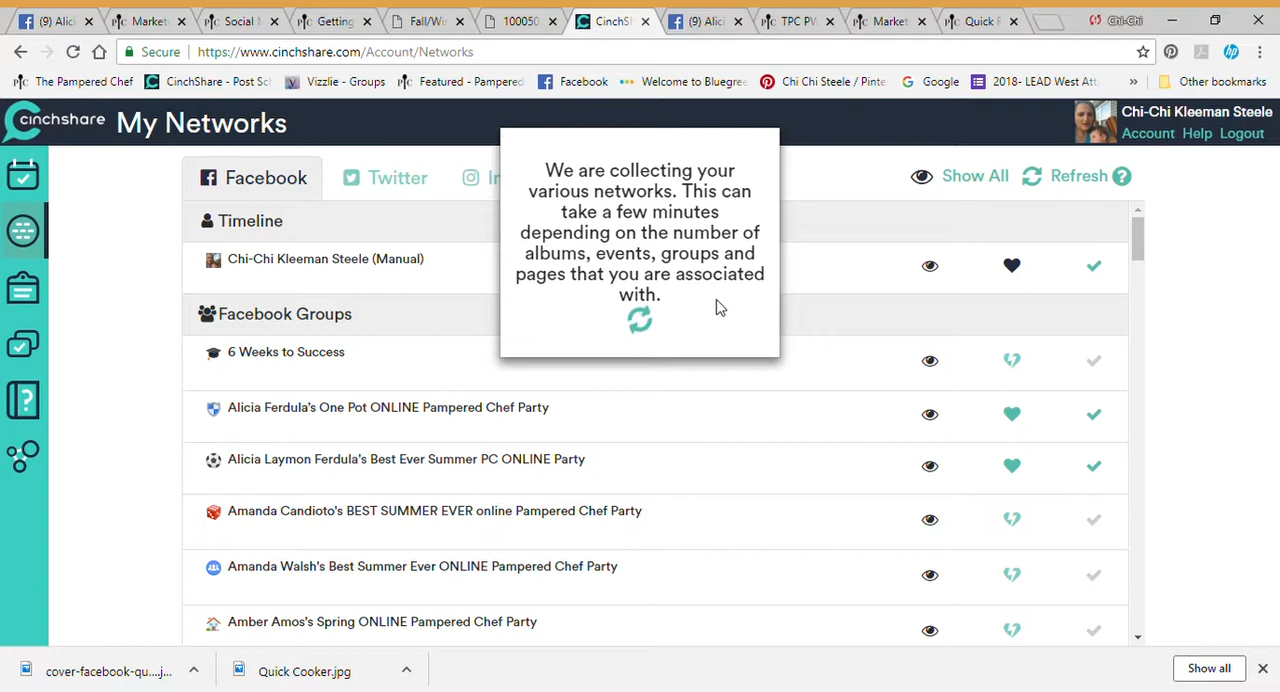 (9) Alici
Market
Social M
Getting
Fall/Win
100050
CinchSh
(9) Alici
TPC PW
Market
Quick F
Chi-Chi
Secure
https://www.cinchshare.com/Account/Networks
The Pampered Chef
CinchShare - Post Sch
Vizzlie - Groups
Featured - Pampered
Facebook
Welcome to Bluegre
Chi Chi Steele / Pinte
Google
2018- LEAD West Att
»
Other bookmarks
cinchshare
My Networks
Chi-Chi Kleeman Steele
Account Help Logout
Facebook
Twitter
In
Show All
Refresh ?
We are collecting your
various networks. This can
take a few minutes
depending on the number of
albums, events, groups and
pages that you are associated
with.
Timeline
Chi-Chi Kleeman Steele (Manual)
Facebook Groups
6 Weeks to Success
Alicia Ferdula's One Pot ONLINE Pampered Chef Party
Alicia Laymon Ferdula's Best Ever Summer PC ONLINE Party
Amanda Candioto's BEST SUMMER EVER online Pampered Chef Party
Amanda Walsh's Best Summer Ever ONLINE Pampered Chef Party
Amber Amos's Spring ONLINE Pampered Chef Party
cover-facebook-qu....j...
Quick Cooker.jpg
Show all